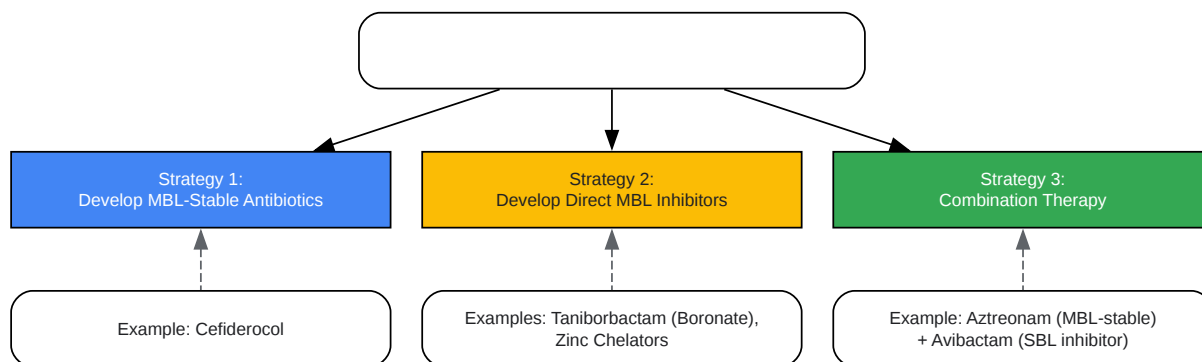 Strategy 1:
Develop MBL-Stable Antibiotics
Strategy 2:
Develop Direct MBL Inhibitors
Strategy 3:
Combination Therapy
Example: Cefiderocol
Examples: Taniborbactam (Boronate),
Zinc Chelators
Example: Aztreonam (MBL-stable)
+ Avibactam (SBL inhibitor)